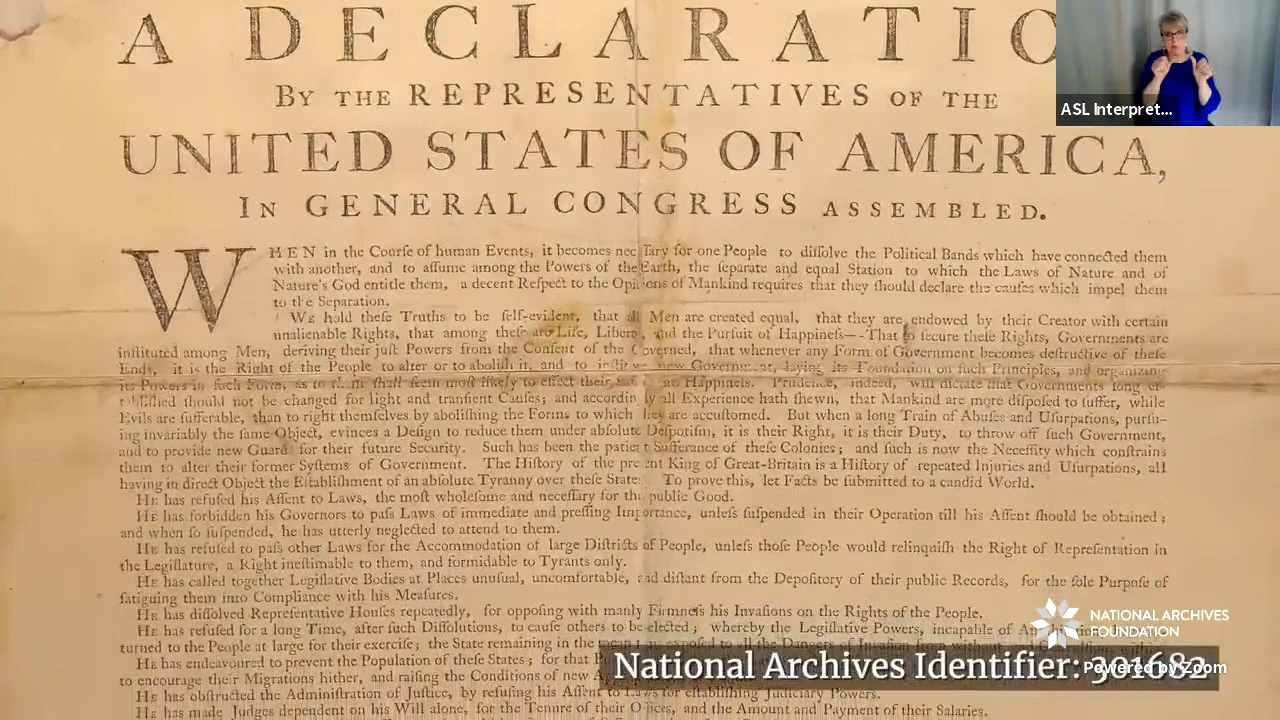 A DECLARATIO
BY THE REPRESENTATIVES OF THE
UNITED STATES OF AMERICA,
IN GENERAL CONGRESS ASSEMBLED.
WHEN in the Courſe of human Events, it becomes nec ſary for one People to diſſolve the Political Bands which have connected them
with another, and to aſſume among the Powers of the Earth, the ſeparate and equal Station to which the Laws of Nature and of
Nature's God entitle them, a decent Reſpect to the Opinions of Mankind requires that they ſhould declare the cauſes which impel them
to the Separation.
WE hold theſe Truths to be ſelf-evident, that all Men are created equal, that they are endowed by their Creator with certain
unalienable Rights, that among theſe are Life, Libert, and the Purſuit of Happineſs—-That to ſecure theſe Rights, Governments are
inſtituted among Men, deriving their juſt Powers from the Conſent of the Governed, that whenever any Form of Government becomes deſtructive of theſe
Ends, it is the Right of the People to alter or to aboliſh it, and to inſtitute new Government, laying its Foundation on ſuch Principles, and organizing
its Powers in ſuch Form, as to them ſhall ſeem moſt likely to effect their Happineſs. Prudence, indeed, will dictate that Governments long eſ-
tabliſhed ſhould not be changed for light and tranſient Cauſes; and accordin ly all Experience hath ſhewn, that Mankind are more diſpoſed to ſuffer, while
Evils are ſufferable, than to right themſelves by aboliſhing the Forms to which they are accuſtomed. But when a long Train of Abuſes and Uſurpations, purſu-
ing invariably the ſame Object, evinces a Deſign to reduce them under abſolute Deſpotiſm, it is their Right, it is their Duty, to throw off ſuch Government,
and to provide new Guard for their future Security. Such has been the patient Sufferance of theſe Colonies; and ſuch is now the Neceſſity which conſtrains
them to alter their former Syſtems of Government. The Hiſtory of the preſent King of Great-Britain is a Hiſtory of repeated Injuries and Uſurpations, all
having in direct Object the Eſtabliſhment of an abſolute Tyranny over theſe States. To prove this, let Facts be ſubmitted to a candid World.
HE has refuſed his Aſſent to Laws, the moſt wholeſome and neceſſary for the public Good.
HE has forbidden his Governors to paſs Laws of immediate and preſſing Importance, unleſs ſuſpended in their Operation till his Aſſent ſhould be obtained;
and when ſo ſuſpended, he has utterly neglected to attend to them.
HE has refuſed to paſs other Laws for the Accommodation of large Diſtricts of People, unleſs thoſe People would relinquiſh the Right of Repreſentation in
the Legiſlature, a Right ineſtimable to them, and formidable to Tyrants only.
HE has called together Legiſlative Bodies at Places unuſual, uncomfortable, and diſtant from the Depoſitory of their public Records, for the ſole Purpoſe of
fatiguing them into Compliance with his Meaſures.
HE has diſſolved Repreſentative Houſes repeatedly, for oppoſing with manly Firmneſs his Invaſions on the Rights of the People.
HE has refuſed for a long Time, after ſuch Diſſolutions, to cauſe others to be elected; whereby the Legiſlative Powers, incapable of
turned to the People at large for their exerciſe; the State remaining in the mean
HE has endeavoured to prevent the Population of theſe States; for that
to encourage their Migrations hither, and raiſing the Conditions of new
HE has obſtructed the Adminiſtration of Juſtice, by refuſing his Aſſent to Laws for eſtabliſhing Judiciary Powers.
HE has made Judges dependent on his Will alone, for the Tenure of their Offices, and the Amount and Payment of their Salaries.
ASL Interpret...
NATIONAL ARCHIVES
FOUNDATION
National Archives Identifier: 301682
Powered by Zoom